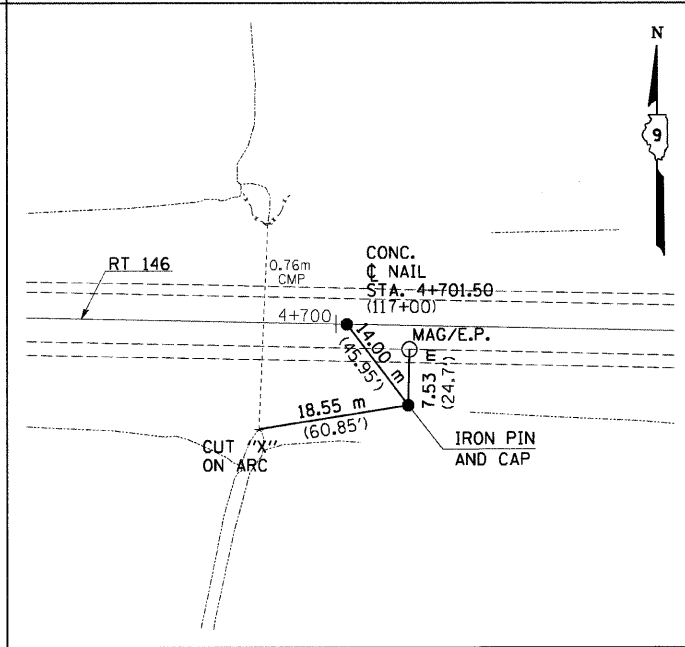 N
9
RT 146
0.76m
CMP
CONC.
℄ NAIL
STA. 4+701.50
(117+00)
4+700
MAG/E.P.
14.00 m
(45.95')
7.53 m
(24.7')
18.55 m
(60.85')
CUT "X"
ON ARC
IRON PIN
AND CAP